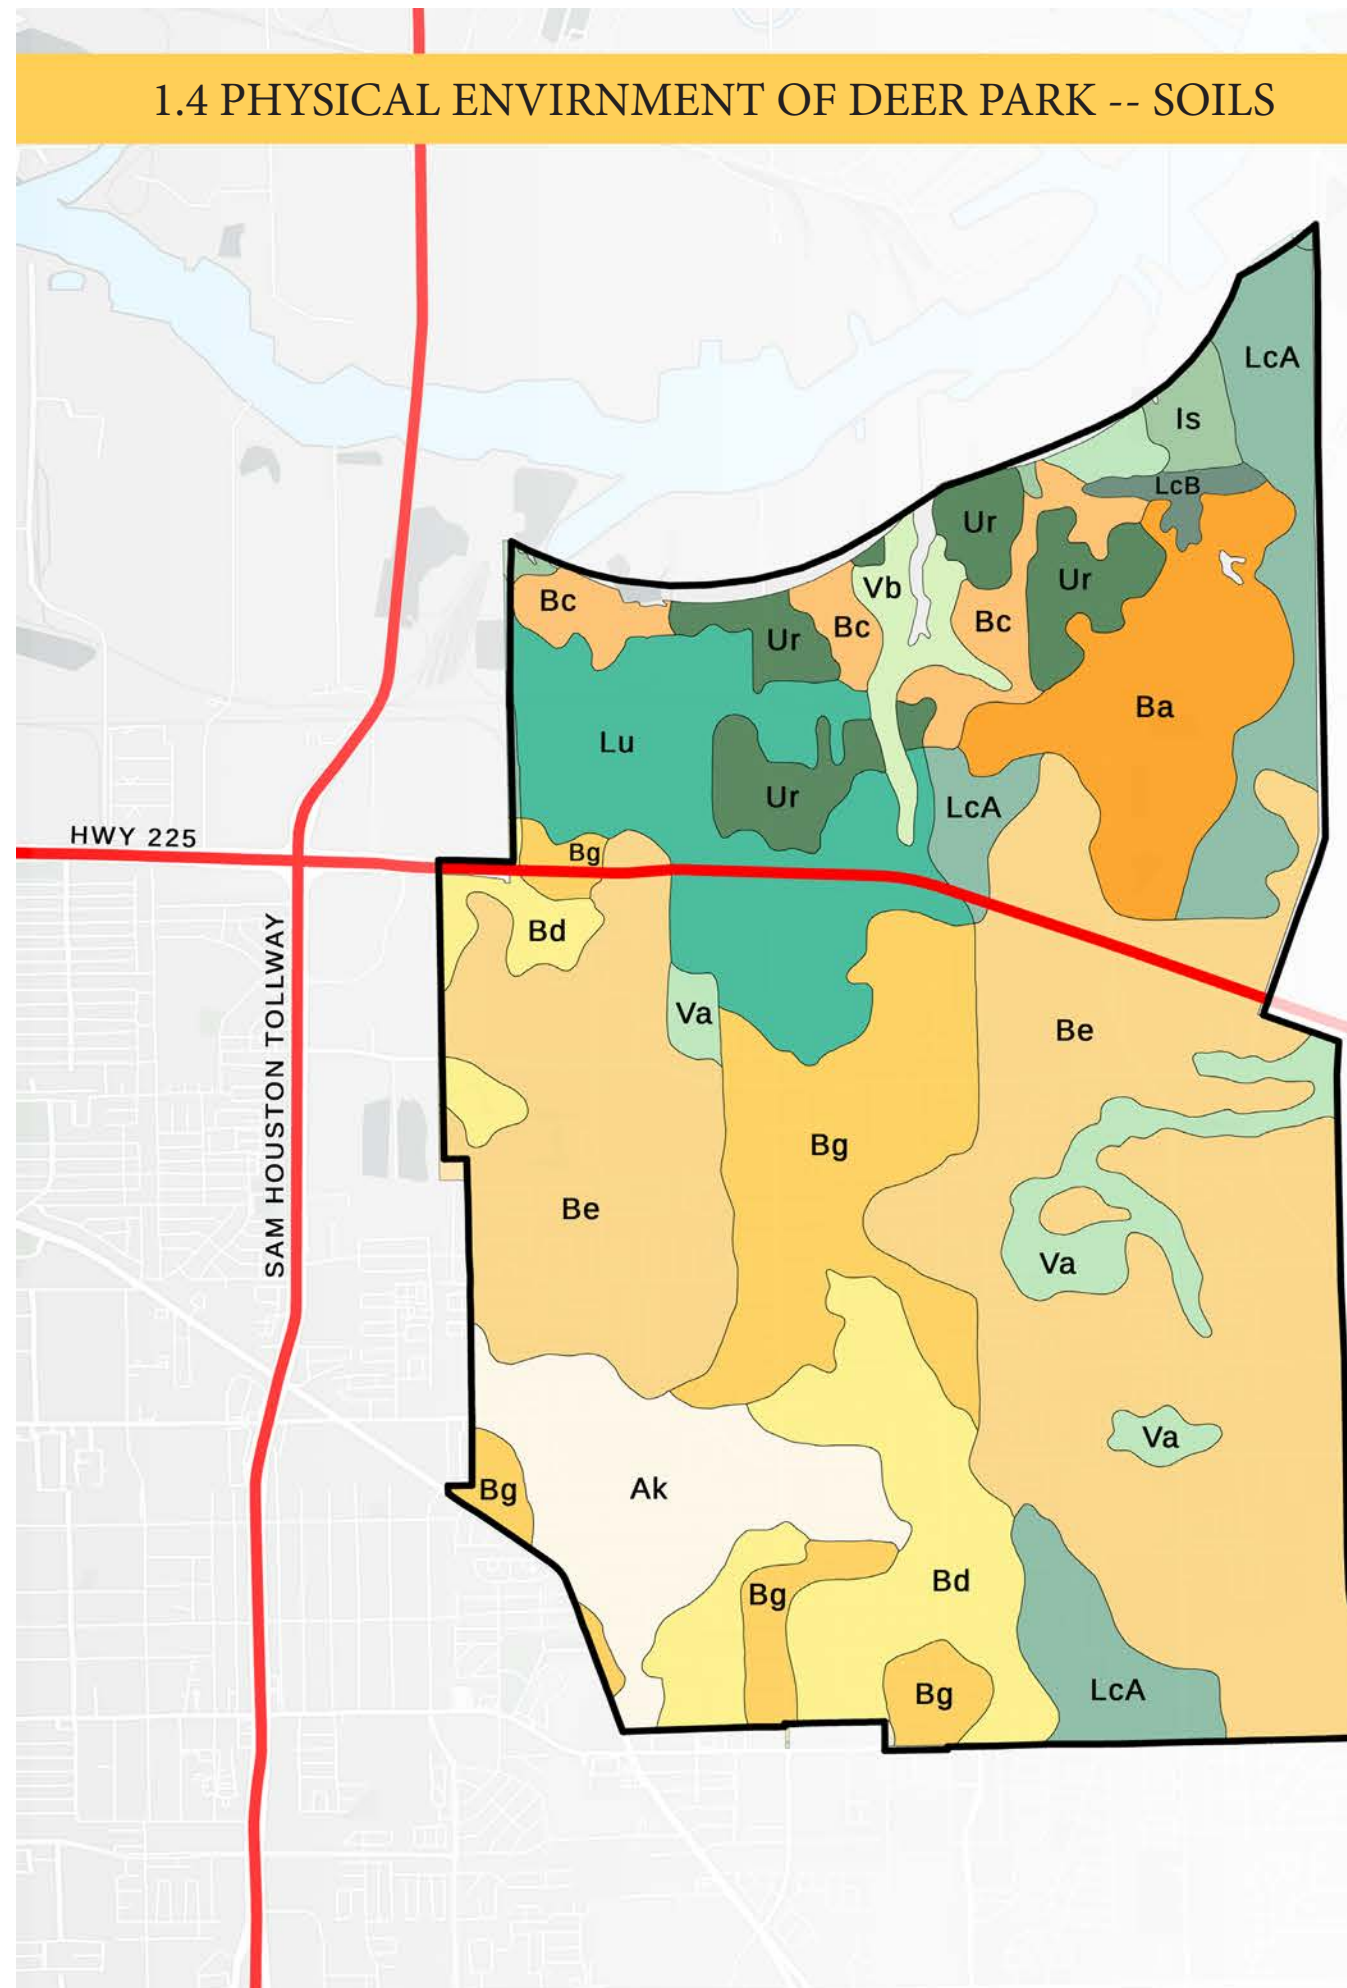 1.4 PHYSICAL ENVIRNMENT OF DEER PARK -- SOILS
LcA
Is
LcB
Ur
Ur
Vb
Bc
Bc
Bc
Ur
Ba
Lu
Ur
LcA
HWY 225
Bg
Bd
SAM HOUSTON TOLLWAY
Va
Be
Bg
Be
Va
Va
Bg
Ak
Bd
Bg
LcA
Bg